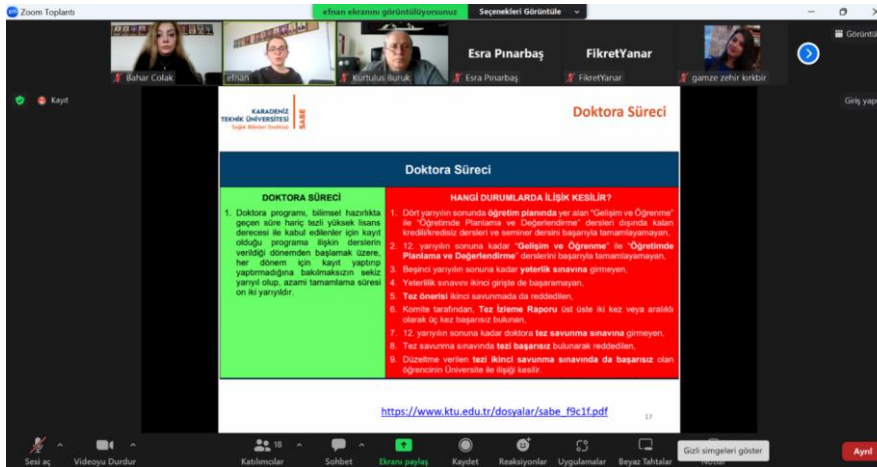 Zoom Toplantı
efnan ekranını görüntülüyorsunuz
Seçenekleri Görüntüle
Bahar Colak
efnan
Kurtulus Buruk
Esra Pınarbaş
Esra Pınarbaş
FikretYanar
FikretYanar
gamze zehir kırkbir
Görüntü
Kayıt
Giriş yap
KARADENİZ
TEKNİK ÜNİVERSİTESİ
Sağlık Bilimleri Enstitüsü
SABE
Doktora Süreci
Doktora Süreci
DOKTORA SÜRECİ
1. Doktora programı, bilimsel hazırlıkta
geçen süre hariç tezli yüksek lisans
derecesi ile kabul edilenler için kayıt
olduğu programa ilişkin derslerin
verildiği dönemden başlamak üzere,
her dönem için kayıt yaptırıp
yaptırmadığına bakılmaksızın sekiz
yarıyıl olup, azami tamamlama süresi
on iki yarıyıldır.
HANGİ DURUMLARDA İLİŞİK KESİLİR?
1. Dört yarıyılın sonunda öğretim planında yer alan "Gelişim ve Öğrenme"
ile "Öğretimde Planlama ve Değerlendirme" dersleri dışında kalan
kredili/kredisiz dersleri ve seminer dersini başarıyla tamamlayamayan,
2. 12. yarıyılın sonuna kadar "Gelişim ve Öğrenme" ile "Öğretimde
Planlama ve Değerlendirme" derslerini başarıyla tamamlayamayan,
3. Beşinci yarıyılın sonuna kadar yeterlik sınavına girmeyen,
4. Yeterlilik sınavını ikinci girişte de başaramayan,
5. Tez önerisi ikinci savunmada da reddedilen,
6. Komite tarafından, Tez İzleme Raporu üst üste iki kez veya aralıklı
olarak üç kez başarısız bulunan,
7. 12. yarıyılın sonuna kadar doktora tez savunma sınavına girmeyen,
8. Tez savunma sınavında tezi başarısız bulunarak reddedilen,
9. Düzeltme verilen tezi ikinci savunma sınavında da başarısız olan
öğrencinin Üniversite ile ilişiği kesilir.
https://www.ktu.edu.tr/dosyalar/sabe_f9c1f.pdf
17
Sesi aç
Videoyu Durdur
18
Katılımcılar
Sohbet
Ekranı paylaş
Kaydet
Reaksiyonlar
Uygulamalar
Beyaz Tahtalar
Gizli simgeleri göster
Notlar
Ayrıl